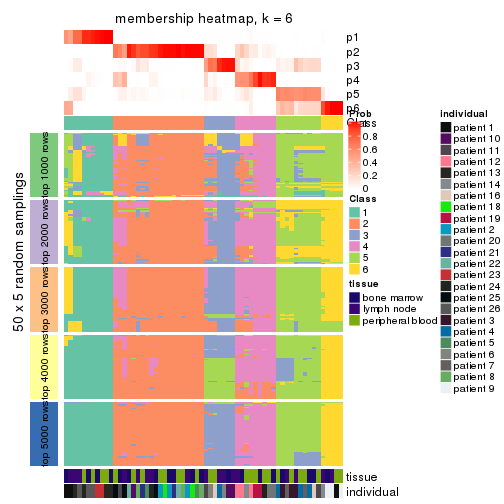 membership heatmap, k = 6
p1
p2
p3
p4
p5
p6
Class
50 x 5 random samplings
top 1000 rows
top 2000 rows
top 3000 rows
top 4000 rows
top 5000 rows
tissue
individual
Prob
1
0.8
0.6
0.4
0.2
0
Class
1
2
3
4
5
6
tissue
bone marrow
lymph node
peripheral blood
individual
patient 1
patient 10
patient 11
patient 12
patient 13
patient 14
patient 16
patient 18
patient 19
patient 2
patient 20
patient 21
patient 22
patient 23
patient 24
patient 25
patient 26
patient 3
patient 4
patient 5
patient 6
patient 7
patient 8
patient 9